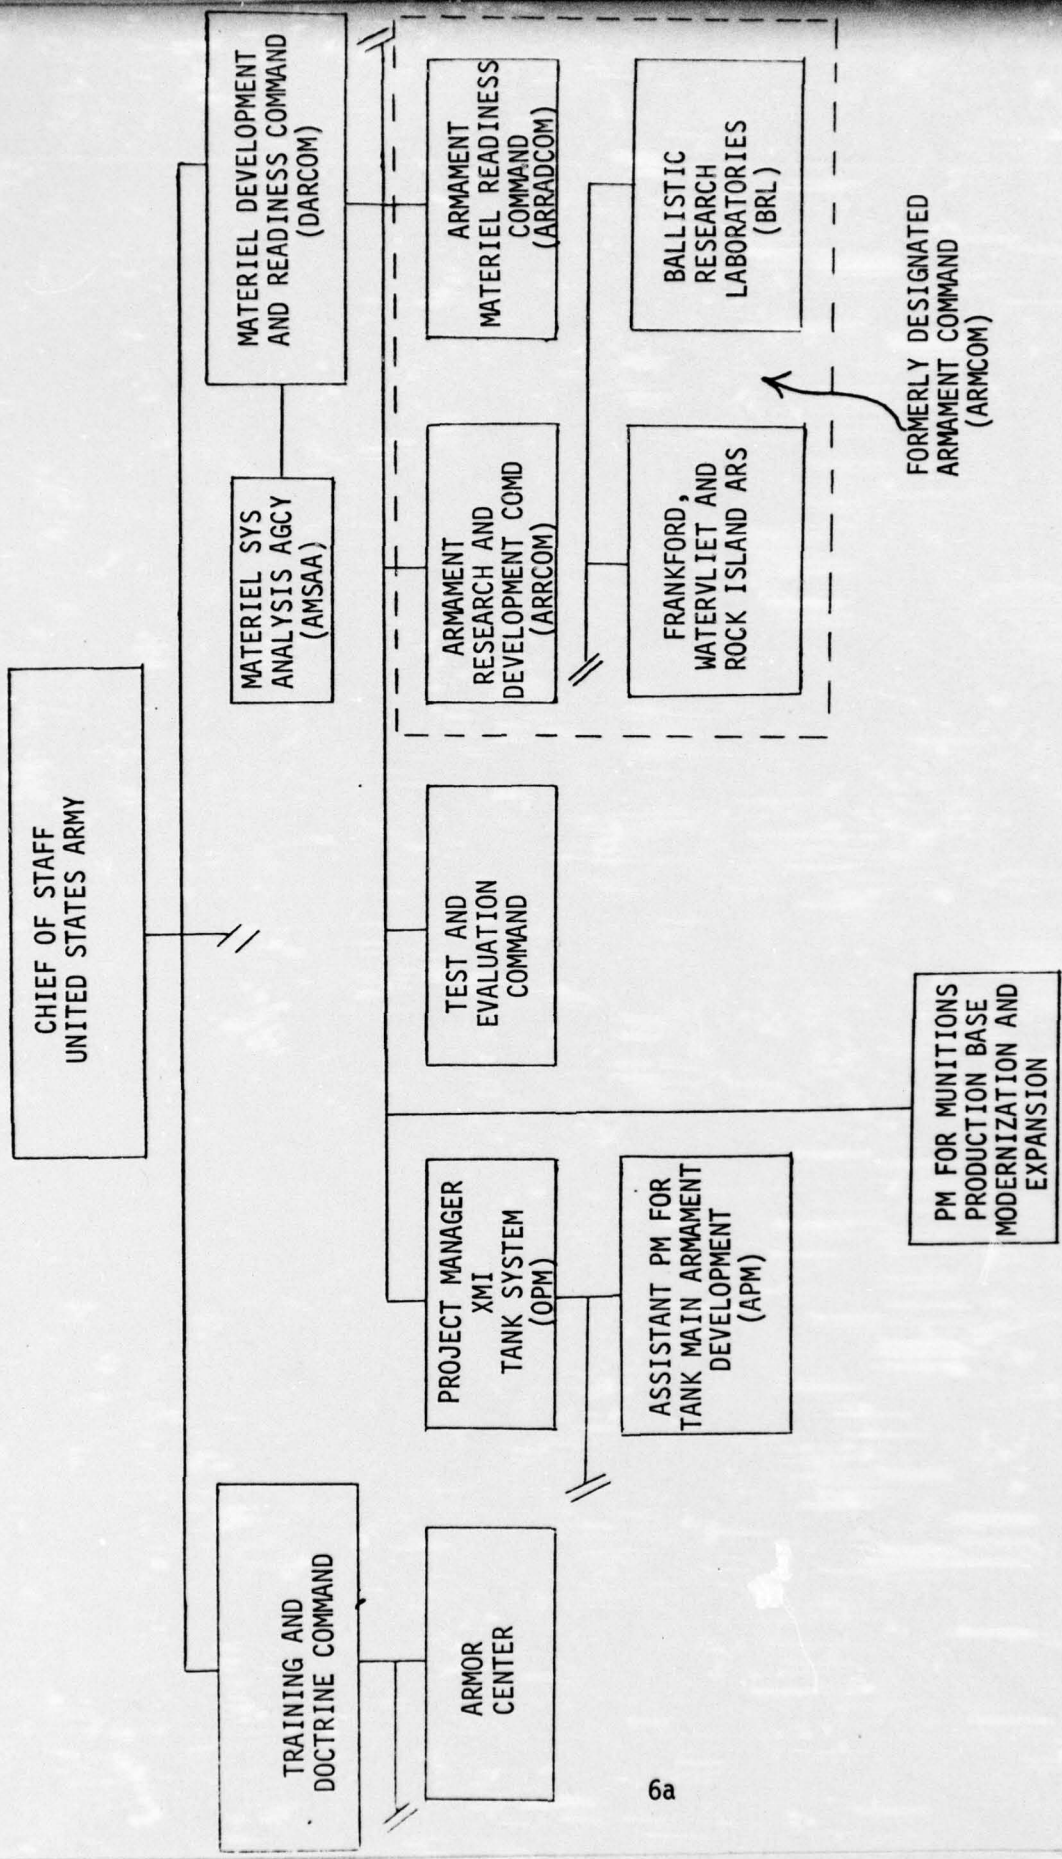 CHIEF OF STAFF
UNITED STATES ARMY
TRAINING AND
DOCTRINE COMMAND
MATERIEL SYS
ANALYSIS AGCY
(AMSAA)
MATERIEL DEVELOPMENT
AND READINESS COMMAND
(DARCOM)
ARMOR
CENTER
PROJECT MANAGER
XMI
TANK SYSTEM
(OPM)
TEST AND
EVALUATION
COMMAND
ARMAMENT
RESEARCH AND
DEVELOPMENT COMD
(ARRCOM)
ARMAMENT
MATERIEL READINESS
COMMAND
(ARRADCOM)
ASSISTANT PM FOR
TANK MAIN ARMAMENT
DEVELOPMENT
(APM)
FRANKFORD,
WATERVLIET AND
ROCK ISLAND ARS
BALLISTIC
RESEARCH
LABORATORIES
(BRL)
PM FOR MUNITIONS
PRODUCTION BASE
MODERNIZATION AND
EXPANSION
FORMERLY DESIGNATED
ARMAMENT COMMAND
(ARMCOM)
6a